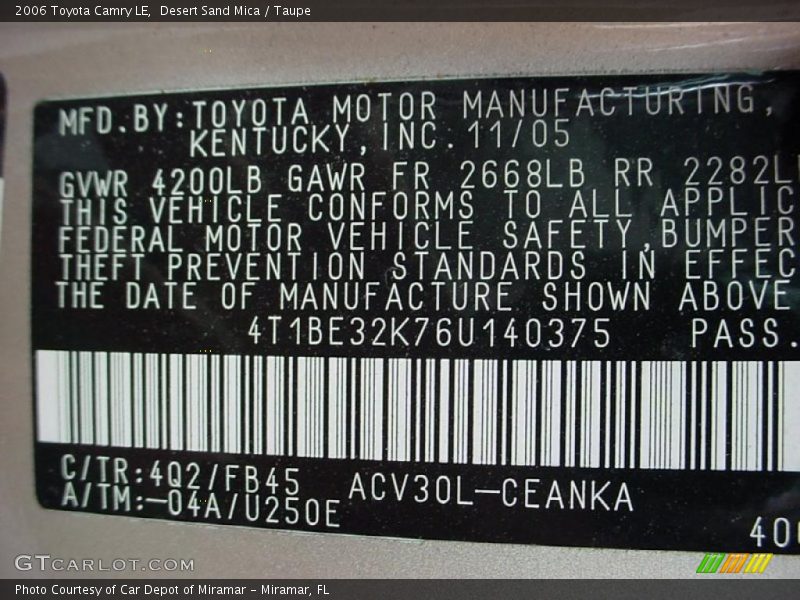 2006 Toyota Camry LE,  Desert Sand Mica / Taupe
MFD.BY:TOYOTA MOTOR MANUFACTURING,
KENTUCKY,INC.11/05
GVWR 4200LB GAWR FR 2668LB RR 2282L
THIS VEHICLE CONFORMS TO ALL APPLIC
FEDERAL MOTOR VEHICLE SAFETY,BUMPER
THEFT PREVENTION STANDARDS IN EFFEC
THE DATE OF MANUFACTURE SHOWN ABOVE
4T1BE32K76U140375 PASS.
C/TR:4Q2/FB45 ACV30L-CEANKA
A/TM:-04A/U250E
400
GTCARLOT.COM
Photo Courtesy of Car Depot of Miramar - Miramar, FL